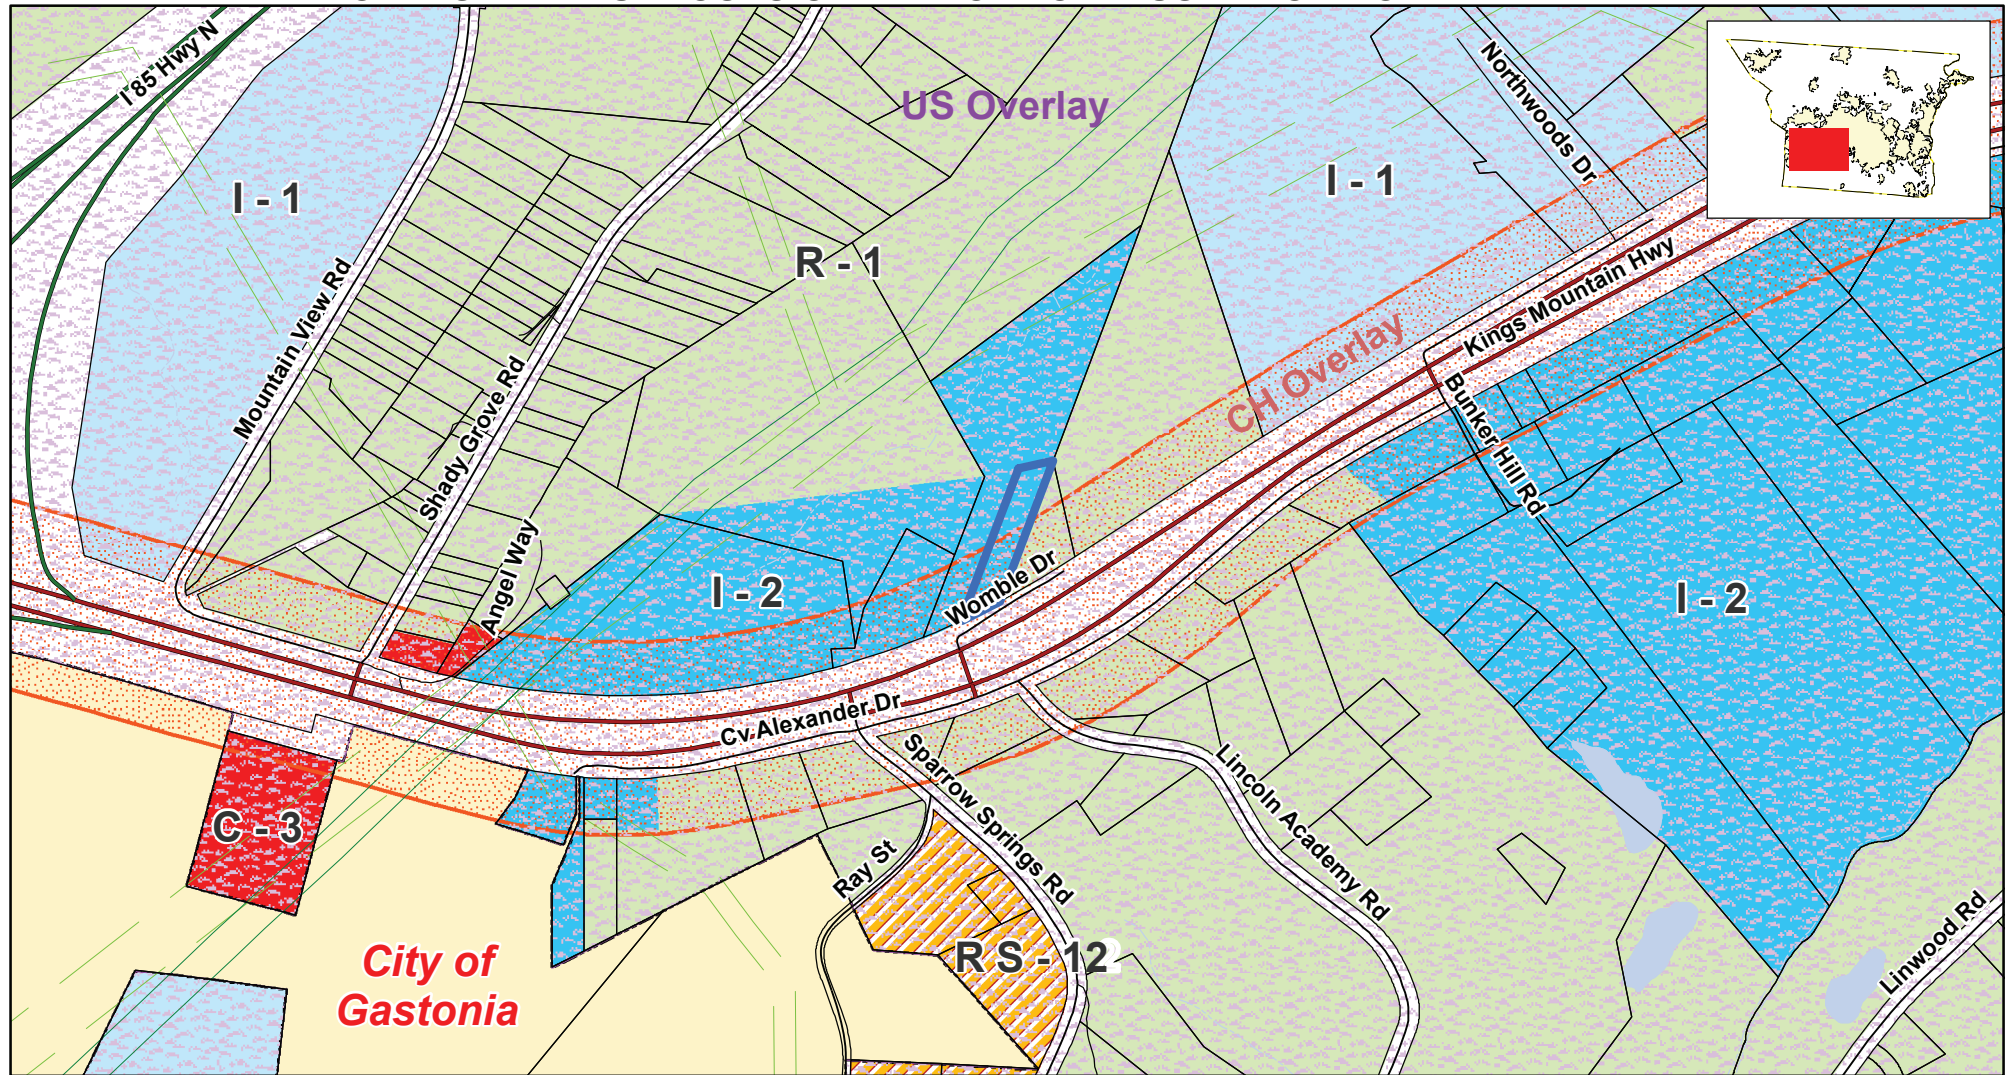 I 85 Hwy N
US Overlay
Northwoods Dr
I - 1
I - 1
R - 1
Mountain View Rd
Kings Mountain Hwy
CH Overlay
Shady Grove Rd
Bunker Hill Rd
Angel Way
I - 2
Womble Dr
I - 2
Cv Alexander Dr
Sparrow Springs Rd
Lincoln Academy Rd
C - 3
Ray St
City of
Gastonia
R S - 12
Linwood Rd